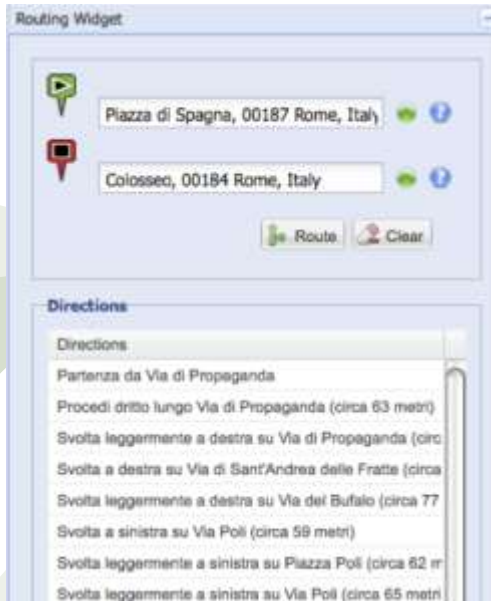 Routing Widget
Piazza di Spagna, 00187 Rome, Italy
Colosseo, 00184 Rome, Italy
Route Clear
Directions
Directions
Partenza da Via di Propaganda
Procedi dritto lungo Via di Propaganda (circa 63 metri)
Svolta leggermente a destra su Via di Propaganda (circ
Svolta a destra su Via di Sant'Andrea delle Fratte (circa
Svolta leggermente a destra su Via del Bufalo (circa 77
Svolta a sinistra su Via Poli (circa 59 metri)
Svolta leggermente a sinistra su Piazza Poli (circa 62 m
Svolta leggermente a sinistra su Via Poli (circa 65 metri